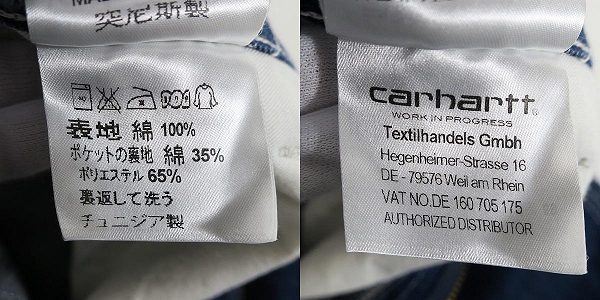 突尼斯製
表地 綿 100%
ポケットの裏地 綿 35%
ポリエステル 65%
裏返して洗う
チュニジア製
carhartt
WORK IN PROGRESS
Textilhandels Gmbh
Hegenheimer-Strasse 16
DE - 79576 Weil am Rhein
VAT NO.DE 160 705 175
AUTHORIZED DISTRIBUTOR